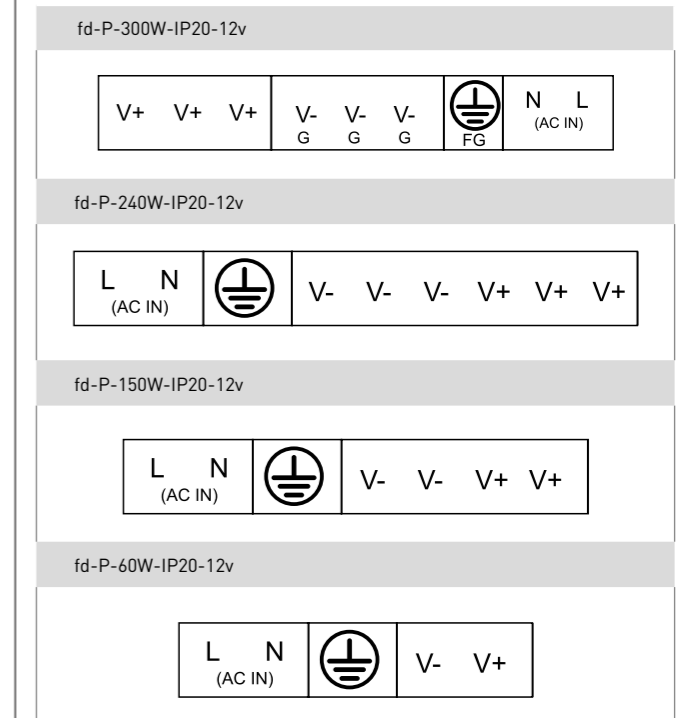 fd-P-300W-IP20-12v
V+ V+ V+ V- V- V- N L
G G G FG (AC IN)
fd-P-240W-IP20-12v
L N V- V- V- V+ V+ V+
(AC IN)
fd-P-150W-IP20-12v
L N V- V- V+ V+
(AC IN)
fd-P-60W-IP20-12v
L N V- V+
(AC IN)